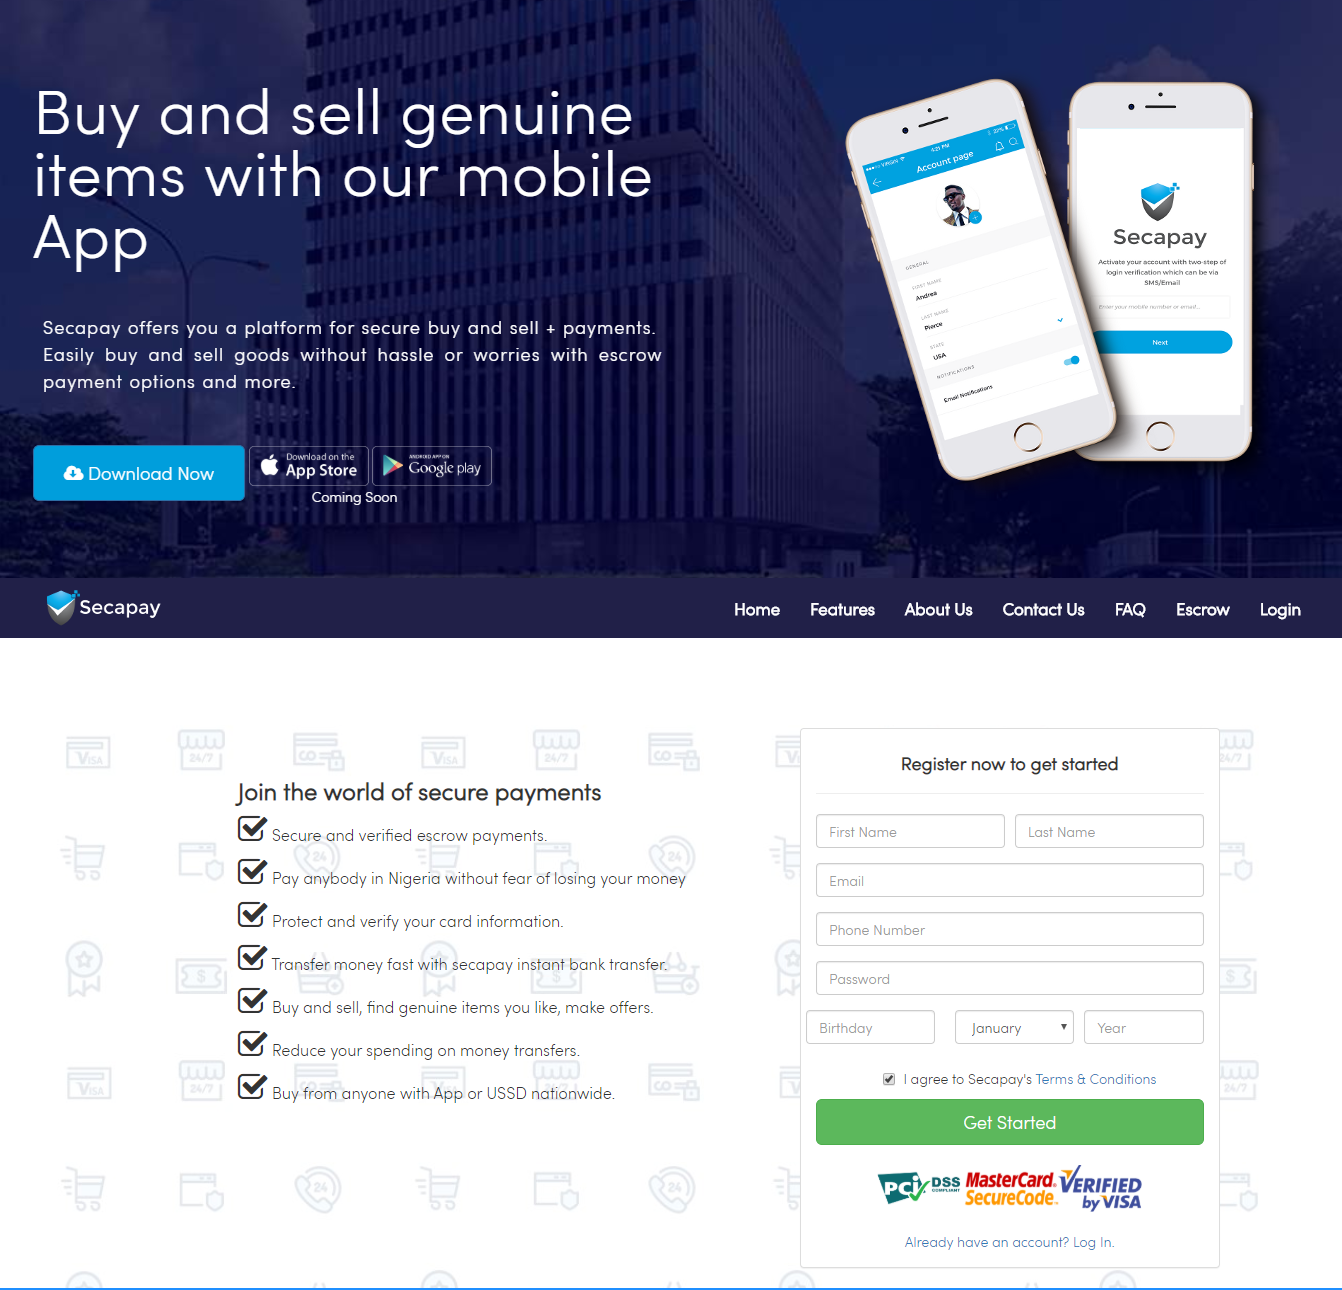 Buy and sell genuine
items with our mobile
App
Secapay offers you a platform for secure buy and sell + payments.
Easily buy and sell goods without hassle or worries with escrow
payment options and more.
Download Now
Download on the
App Store
ANDROID APP ON
Google play
Coming Soon
VIRGIN
4:21 PM
22%
Account page
GENERAL
FIRST NAME
Andrea
LAST NAME
Pierce
STATE
USA
NOTIFICATIONS
Email Notifications
Secapay
Activate your account with two-step of
login verification which can be via
SMS/Email
Enter your mobile number or email...
Next
Secapay
Home Features About Us Contact Us FAQ Escrow Login
Join the world of secure payments
Secure and verified escrow payments.
Pay anybody in Nigeria without fear of losing your money
Protect and verify your card information.
Transfer money fast with secapay instant bank transfer.
Buy and sell, find genuine items you like, make offers.
Reduce your spending on money transfers.
Buy from anyone with App or USSD nationwide.
Register now to get started
First Name Last Name
Email
Phone Number
Password
Birthday January Year
I agree to Secapay's Terms & Conditions
Get Started
PCI DSS COMPLIANT
MasterCard. SecureCode.
VERIFIED by VISA
Already have an account? Log In.